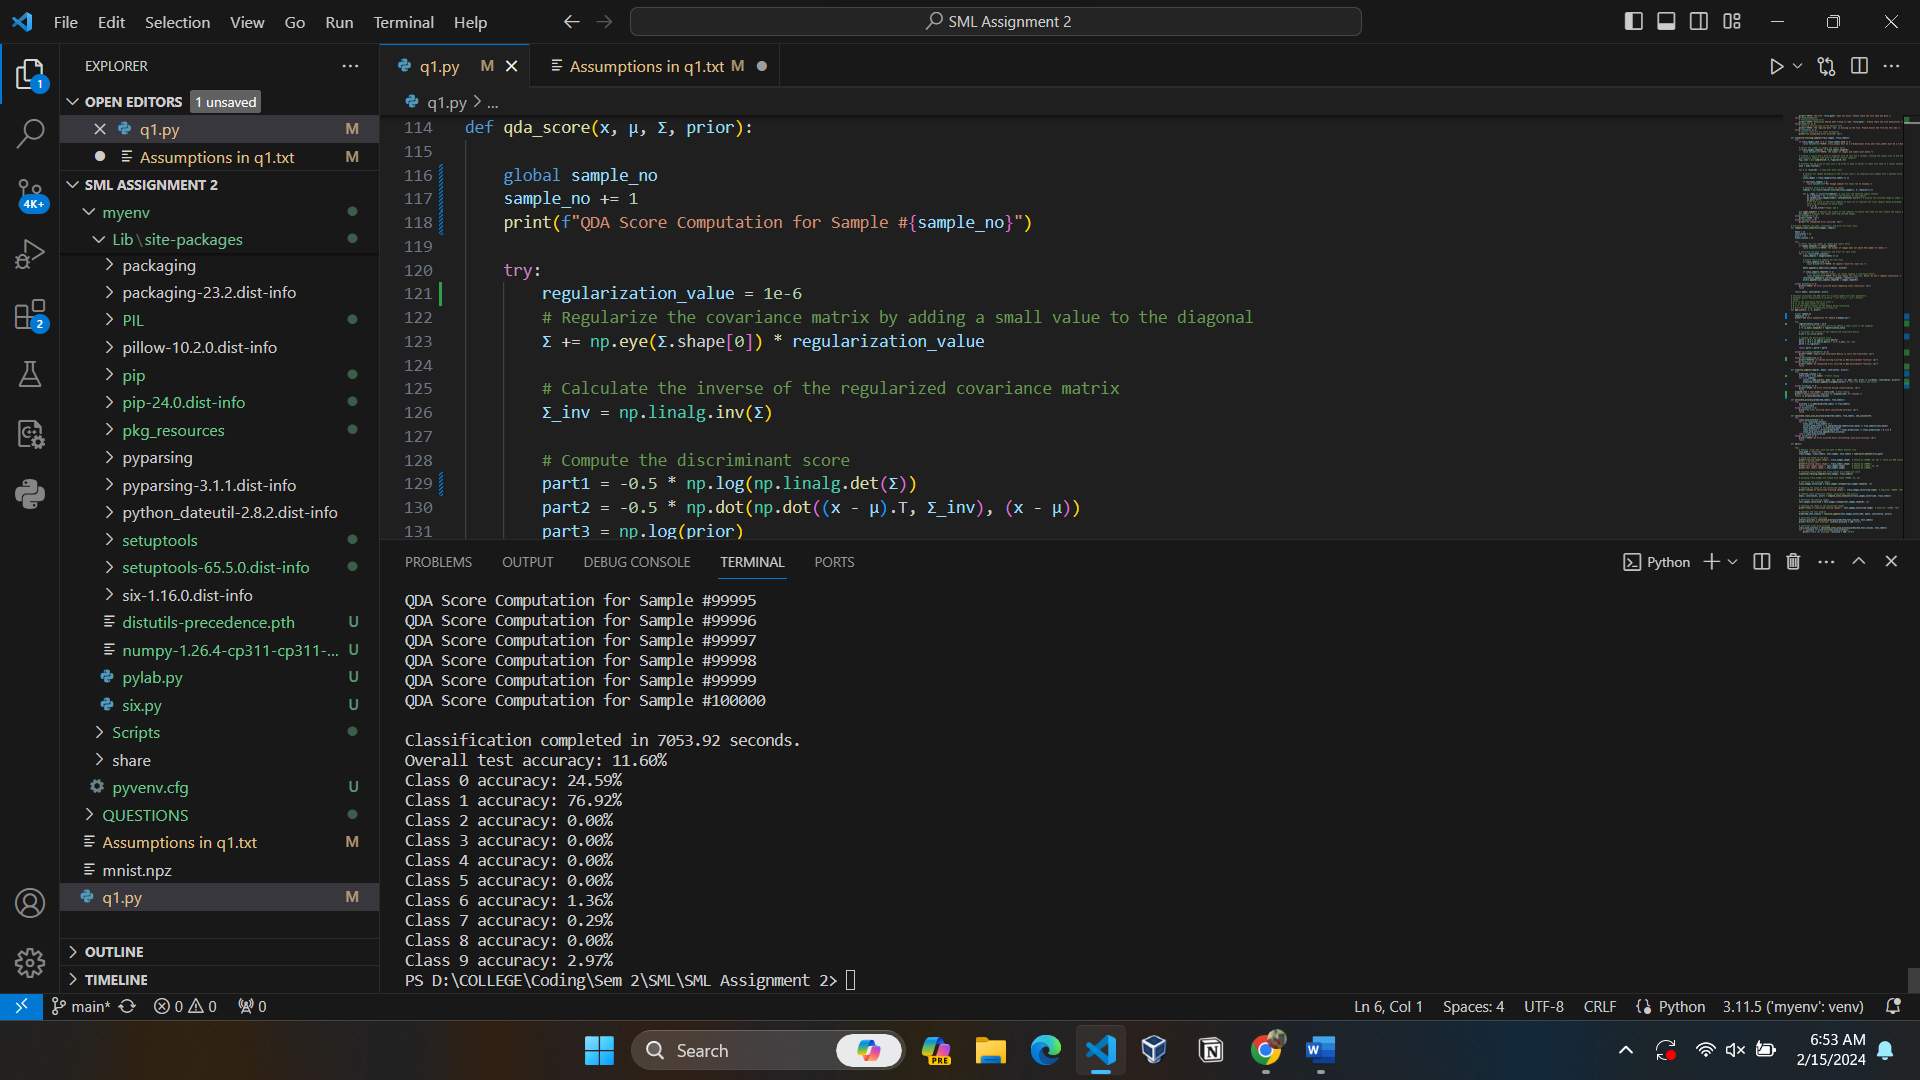 File Edit Selection View Go Run Terminal Help
SML Assignment 2
EXPLORER
OPEN EDITORS 1 unsaved
q1.py M
Assumptions in q1.txt M
SML ASSIGNMENT 2
myenv
Lib\site-packages
packaging
packaging-23.2.dist-info
PIL
pillow-10.2.0.dist-info
pip
pip-24.0.dist-info
pkg_resources
pyparsing
pyparsing-3.1.1.dist-info
python_dateutil-2.8.2.dist-info
setuptools
setuptools-65.5.0.dist-info
six-1.16.0.dist-info
distutils-precedence.pth U
numpy-1.26.4-cp311-cp311-... U
pylab.py U
six.py U
Scripts
share
pyvenv.cfg U
QUESTIONS
Assumptions in q1.txt M
mnist.npz
q1.py M
OUTLINE
TIMELINE
1
4K+
2
q1.py M
Assumptions in q1.txt M
q1.py > ...
114 def qda_score(x, μ, Σ, prior):
115
116 global sample_no
117 sample_no += 1
118 print(f"QDA Score Computation for Sample #{sample_no}")
119
120 try:
121 regularization_value = 1e-6
122 # Regularize the covariance matrix by adding a small value to the diagonal
123 Σ += np.eye(Σ.shape[0]) * regularization_value
124
125 # Calculate the inverse of the regularized covariance matrix
126 Σ_inv = np.linalg.inv(Σ)
127
128 # Compute the discriminant score
129 part1 = -0.5 * np.log(np.linalg.det(Σ))
130 part2 = -0.5 * np.dot(np.dot((x - μ).T, Σ_inv), (x - μ))
131 part3 = np.log(prior)
PROBLEMS OUTPUT DEBUG CONSOLE TERMINAL PORTS
Python
QDA Score Computation for Sample #99995
QDA Score Computation for Sample #99996
QDA Score Computation for Sample #99997
QDA Score Computation for Sample #99998
QDA Score Computation for Sample #99999
QDA Score Computation for Sample #100000
Classification completed in 7053.92 seconds.
Overall test accuracy: 11.60%
Class 0 accuracy: 24.59%
Class 1 accuracy: 76.92%
Class 2 accuracy: 0.00%
Class 3 accuracy: 0.00%
Class 4 accuracy: 0.00%
Class 5 accuracy: 0.00%
Class 6 accuracy: 1.36%
Class 7 accuracy: 0.29%
Class 8 accuracy: 0.00%
Class 9 accuracy: 2.97%
PS D:\COLLEGE\Coding\Sem 2\SML\SML Assignment 2>
main* 0 0 0
Ln 6, Col 1 Spaces: 4 UTF-8 CRLF Python 3.11.5 ('myenv': venv)
Search
PRE
6:53 AM
2/15/2024